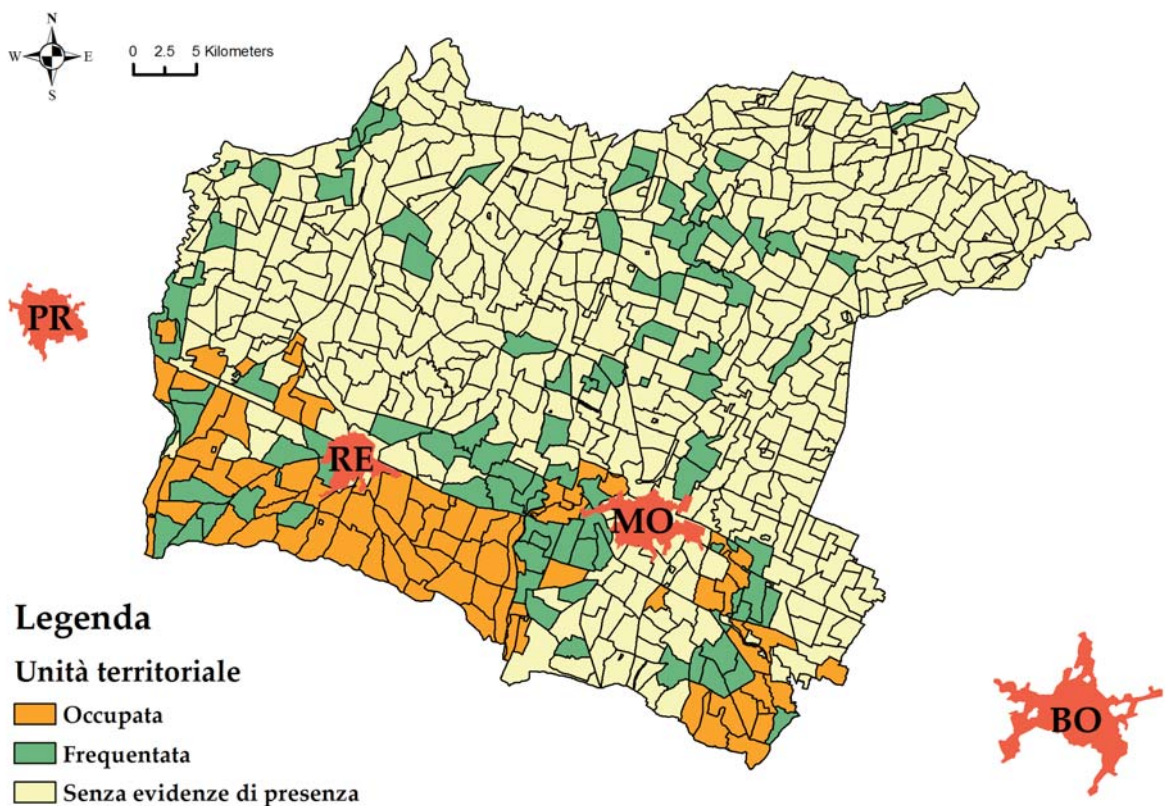 N
W E
S
0 2.5 5 Kilometers
PR
RE
MO
BO
Legenda
Unità territoriale
Occupata
Frequentata
Senza evidenze di presenza